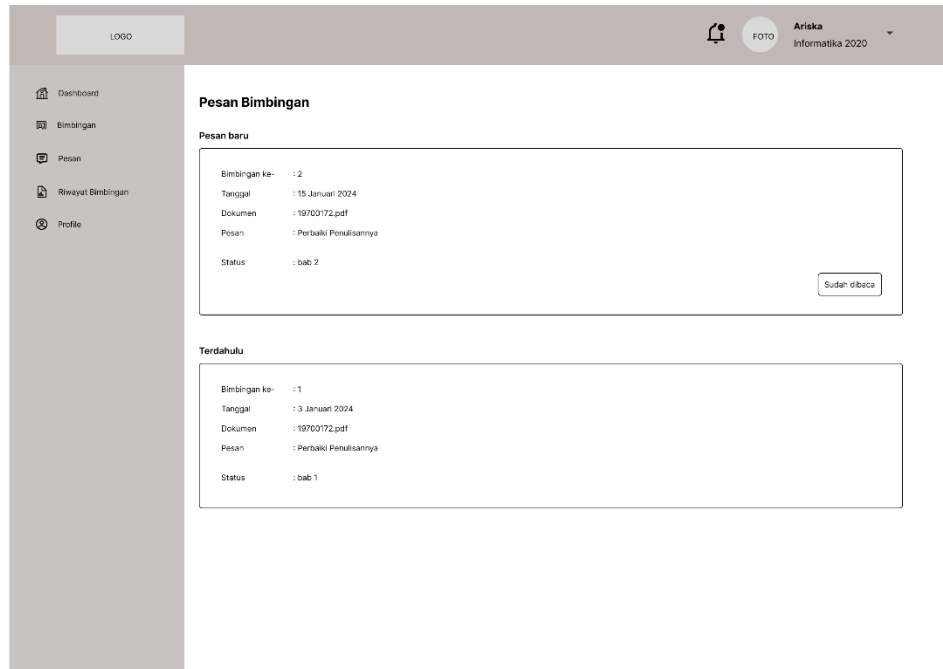 LOGO
FOTO
Ariska
Informatika 2020
Dashboard
Bimbingan
Pesan
Riwayat Bimbingan
Profile
Pesan Bimbingan
Pesan baru
Bimbingan ke- : 2
Tanggal : 15 Januari 2024
Dokumen : 19700172.pdf
Pesan : Perbaiki Penulisannya
Status : bab 2
Sudah dibaca
Terdahulu
Bimbingan ke- : 1
Tanggal : 3 Januari 2024
Dokumen : 19700172.pdf
Pesan : Perbaiki Penulisannya
Status : bab 1